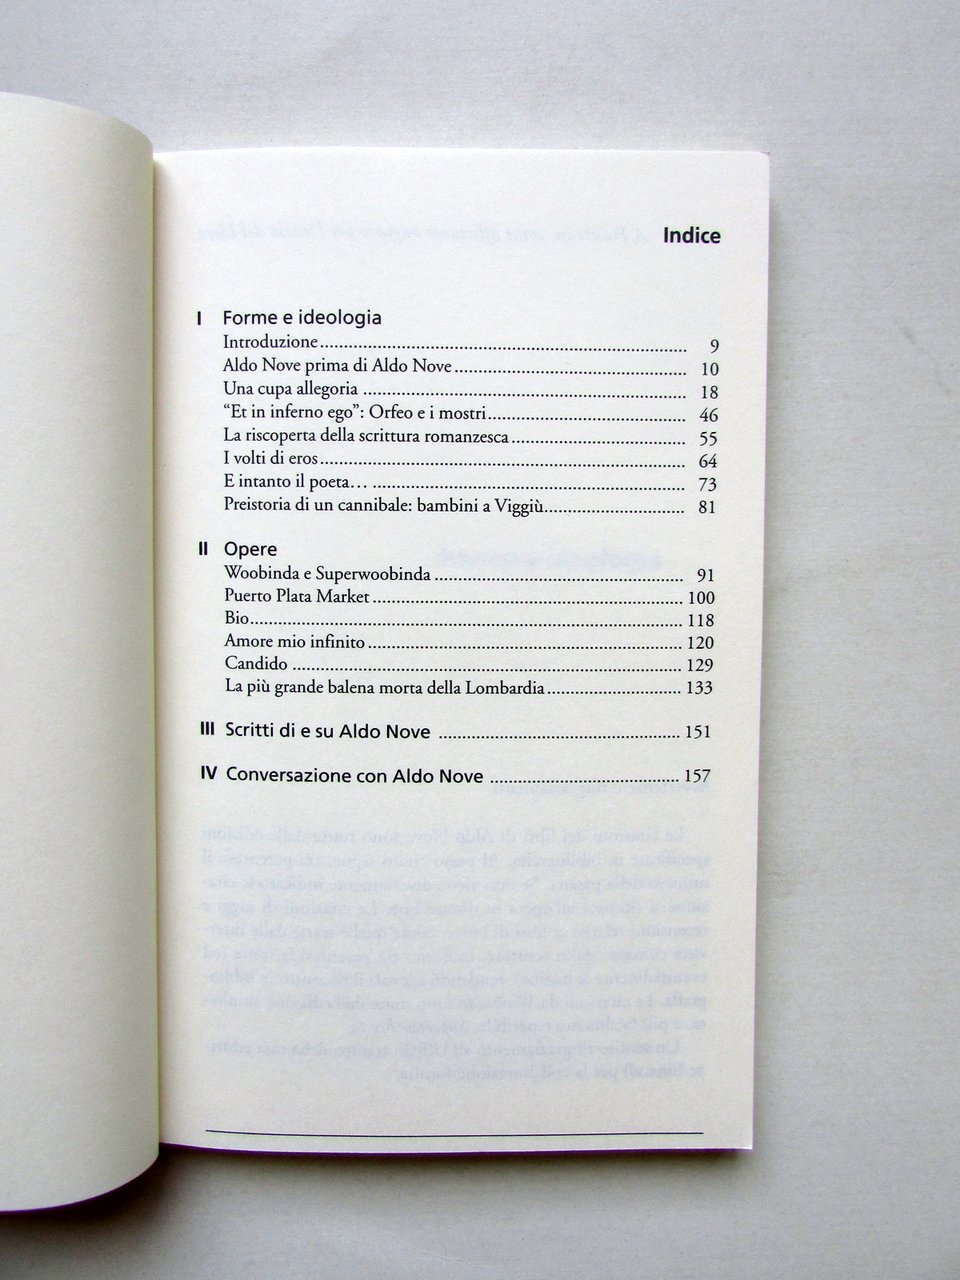 Indice
I Forme e ideologia
Introduzione........................................................................... 9
Aldo Nove prima di Aldo Nove................................................ 10
Una cupa allegoria .................................................................. 18
“Et in inferno ego”: Orfeo e i mostri......................................... 46
La riscoperta della scrittura romanzesca.................................... 55
I volti di eros........................................................................... 64
E intanto il poeta… ................................................................ 73
Preistoria di un cannibale: bambini a Viggiù............................. 81
II Opere
Woobinda e Superwoobinda .................................................... 91
Puerto Plata Market................................................................ 100
Bio......................................................................................... 118
Amore mio infinito................................................................. 120
Candido ................................................................................ 129
La più grande balena morta della Lombardia............................ 133
III Scritti di e su Aldo Nove .................................................. 151
IV Conversazione con Aldo Nove ....................................... 157